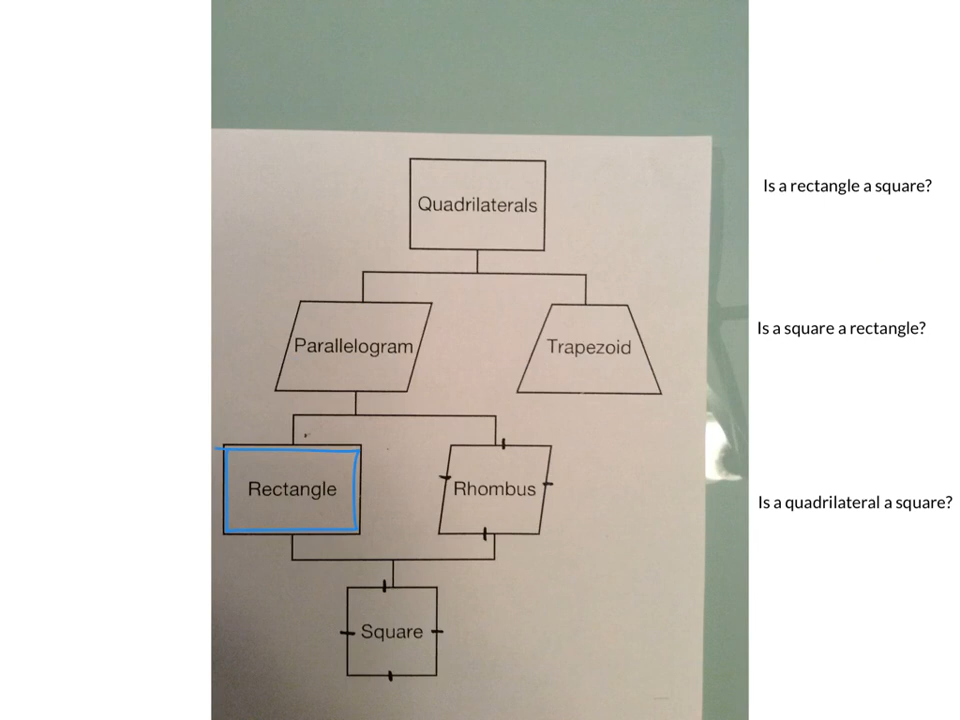 Quadrilaterals
Is a rectangle a square?
Parallelogram
Trapezoid
Is a square a rectangle?
Rectangle
Rhombus
Is a quadrilateral a square?
Square